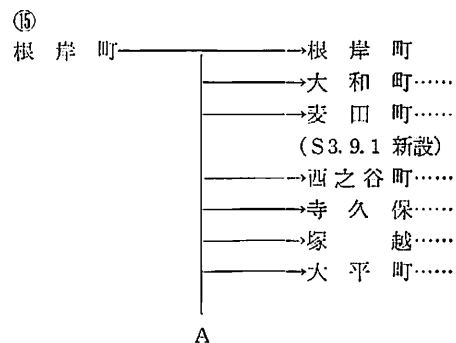 ⑮
根岸町→根岸町
→大和町……
→麦田町……
(S3.9.1 新設)
→西之谷町……
→寺久保……
→塚越……
→大平町……
A